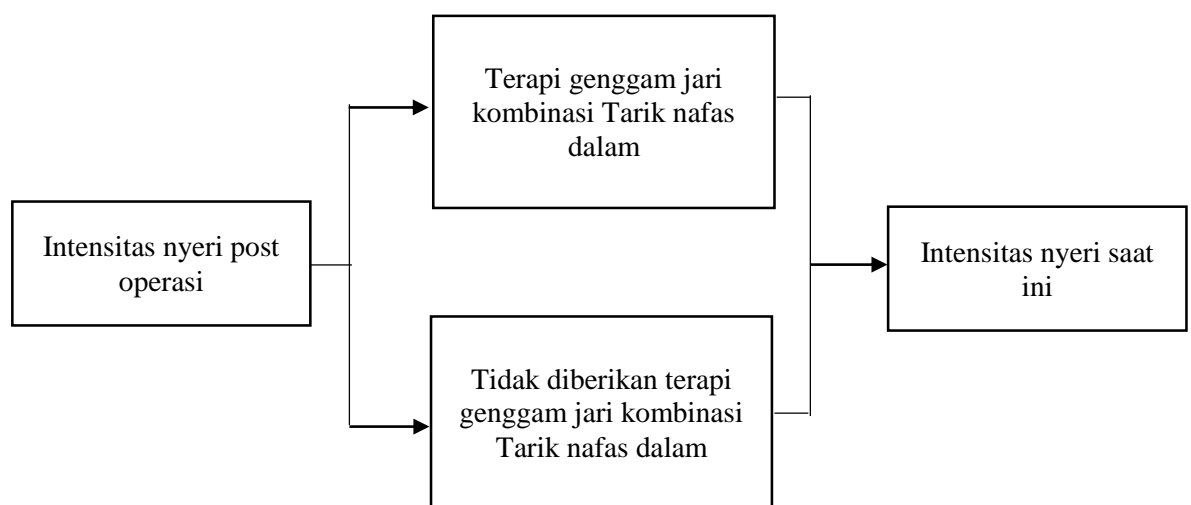 Intensitas nyeri post
operasi
Terapi genggam jari
kombinasi Tarik nafas
dalam
Tidak diberikan terapi
genggam jari kombinasi
Tarik nafas dalam
Intensitas nyeri saat
ini